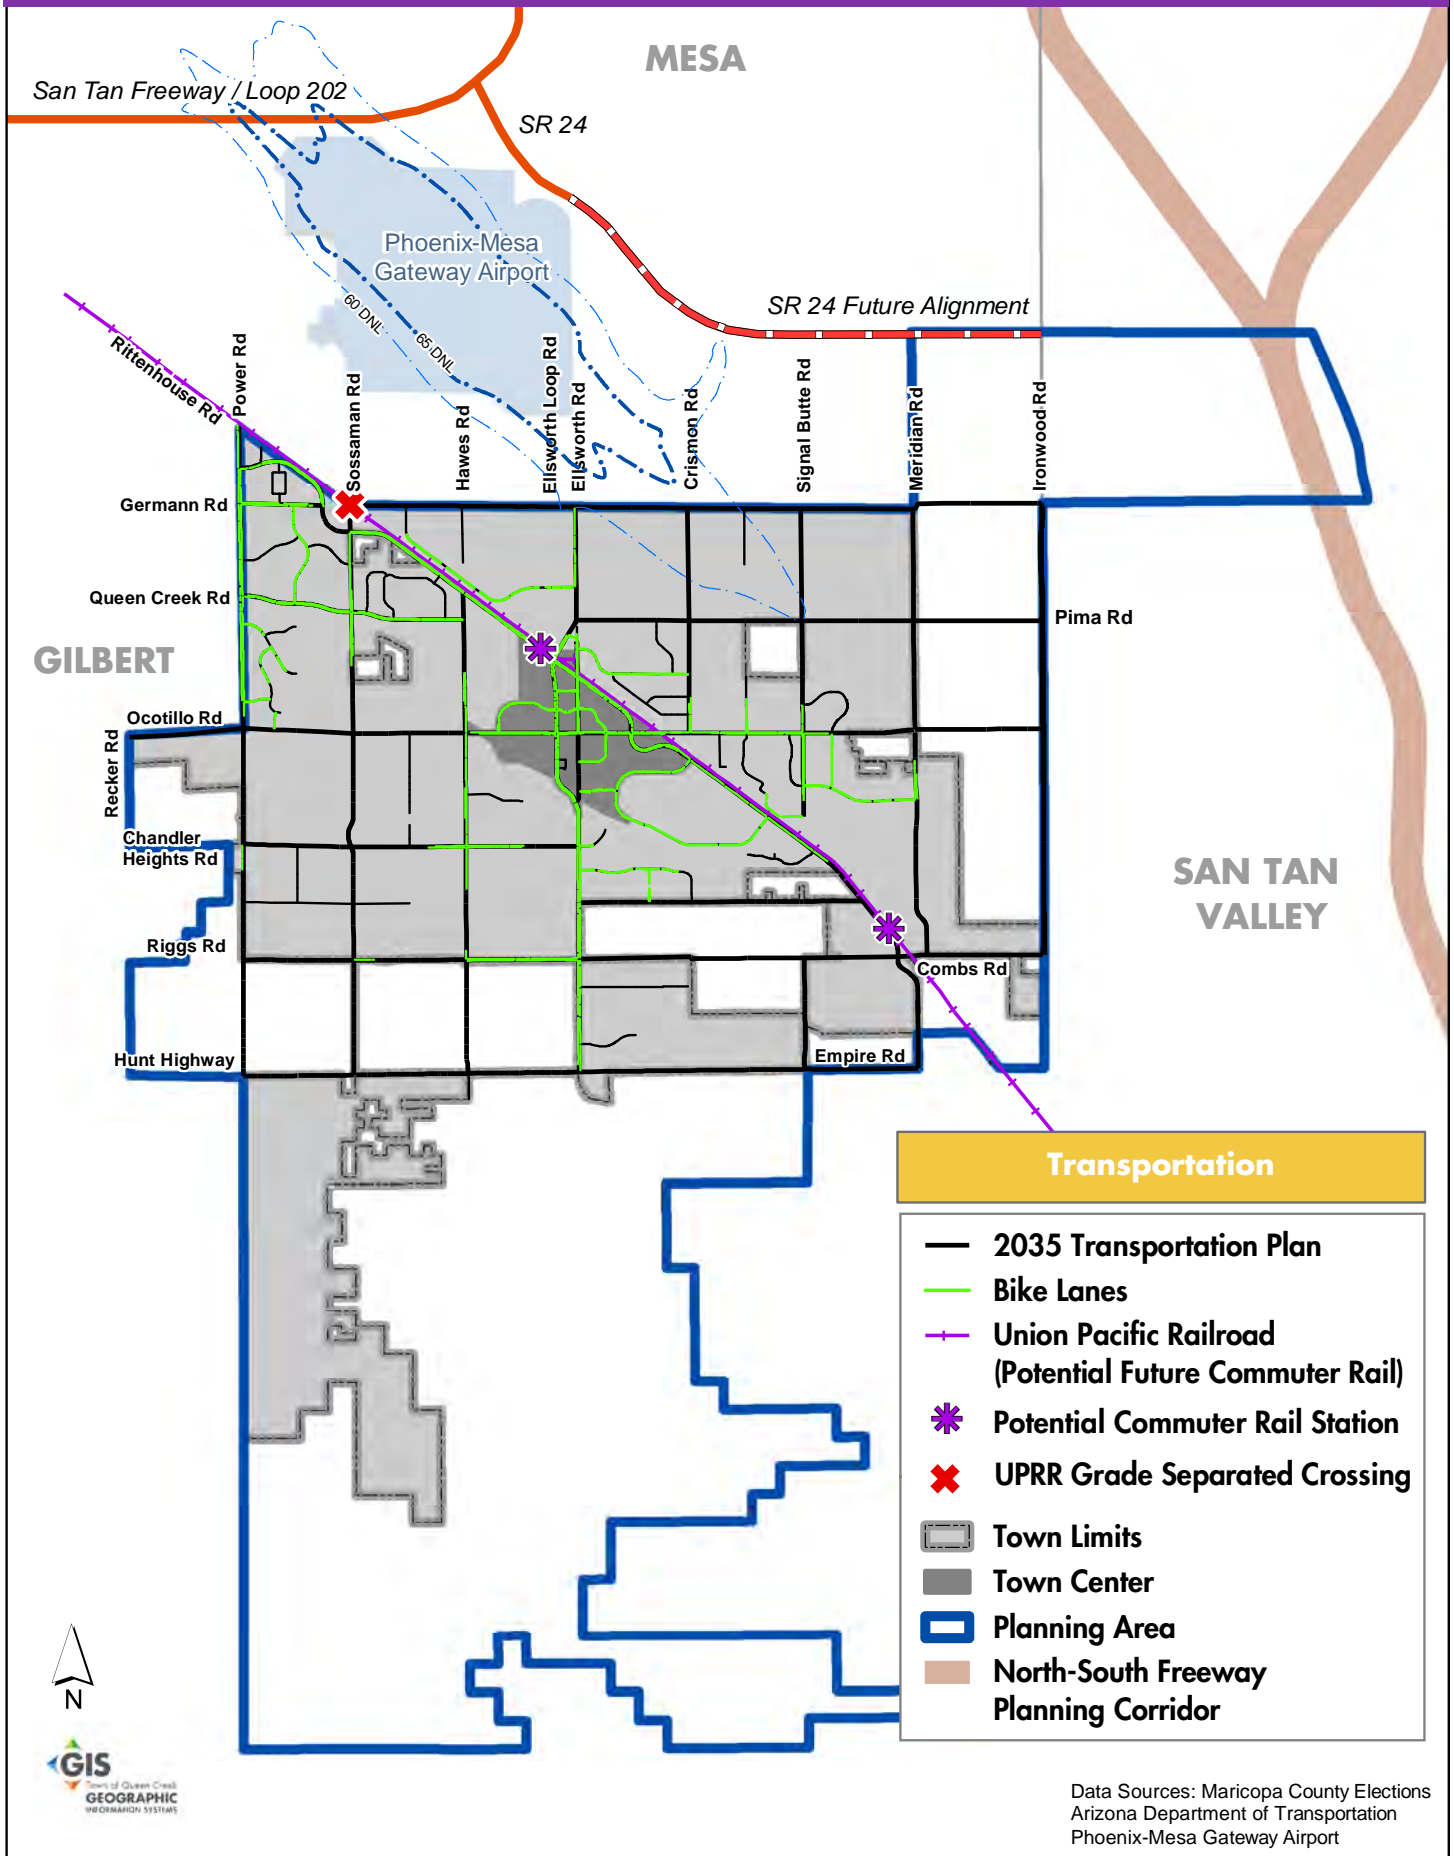 MESA
San Tan Freeway / Loop 202
SR 24
Phoenix-Mesa
Gateway Airport
60 DNL
65 DNL
SR 24 Future Alignment
Rittenhouse Rd
Power Rd
Sossaman Rd
Hawes Rd
Ellsworth Loop Rd
Ellsworth Rd
Crismon Rd
Signal Butte Rd
Meridian Rd
Ironwood Rd
Germann Rd
Queen Creek Rd
Pima Rd
GILBERT
Ocotillo Rd
Recker Rd
Chandler
Heights Rd
SAN TAN
VALLEY
Riggs Rd
Combs Rd
Hunt Highway
Empire Rd
Transportation
2035 Transportation Plan
Bike Lanes
Union Pacific Railroad
(Potential Future Commuter Rail)
Potential Commuter Rail Station
UPRR Grade Separated Crossing
Town Limits
Town Center
Planning Area
North-South Freeway
Planning Corridor
N
GIS
Town of Queen Creek
GEOGRAPHIC
INFORMATION SYSTEMS
Data Sources: Maricopa County Elections
Arizona Department of Transportation
Phoenix-Mesa Gateway Airport